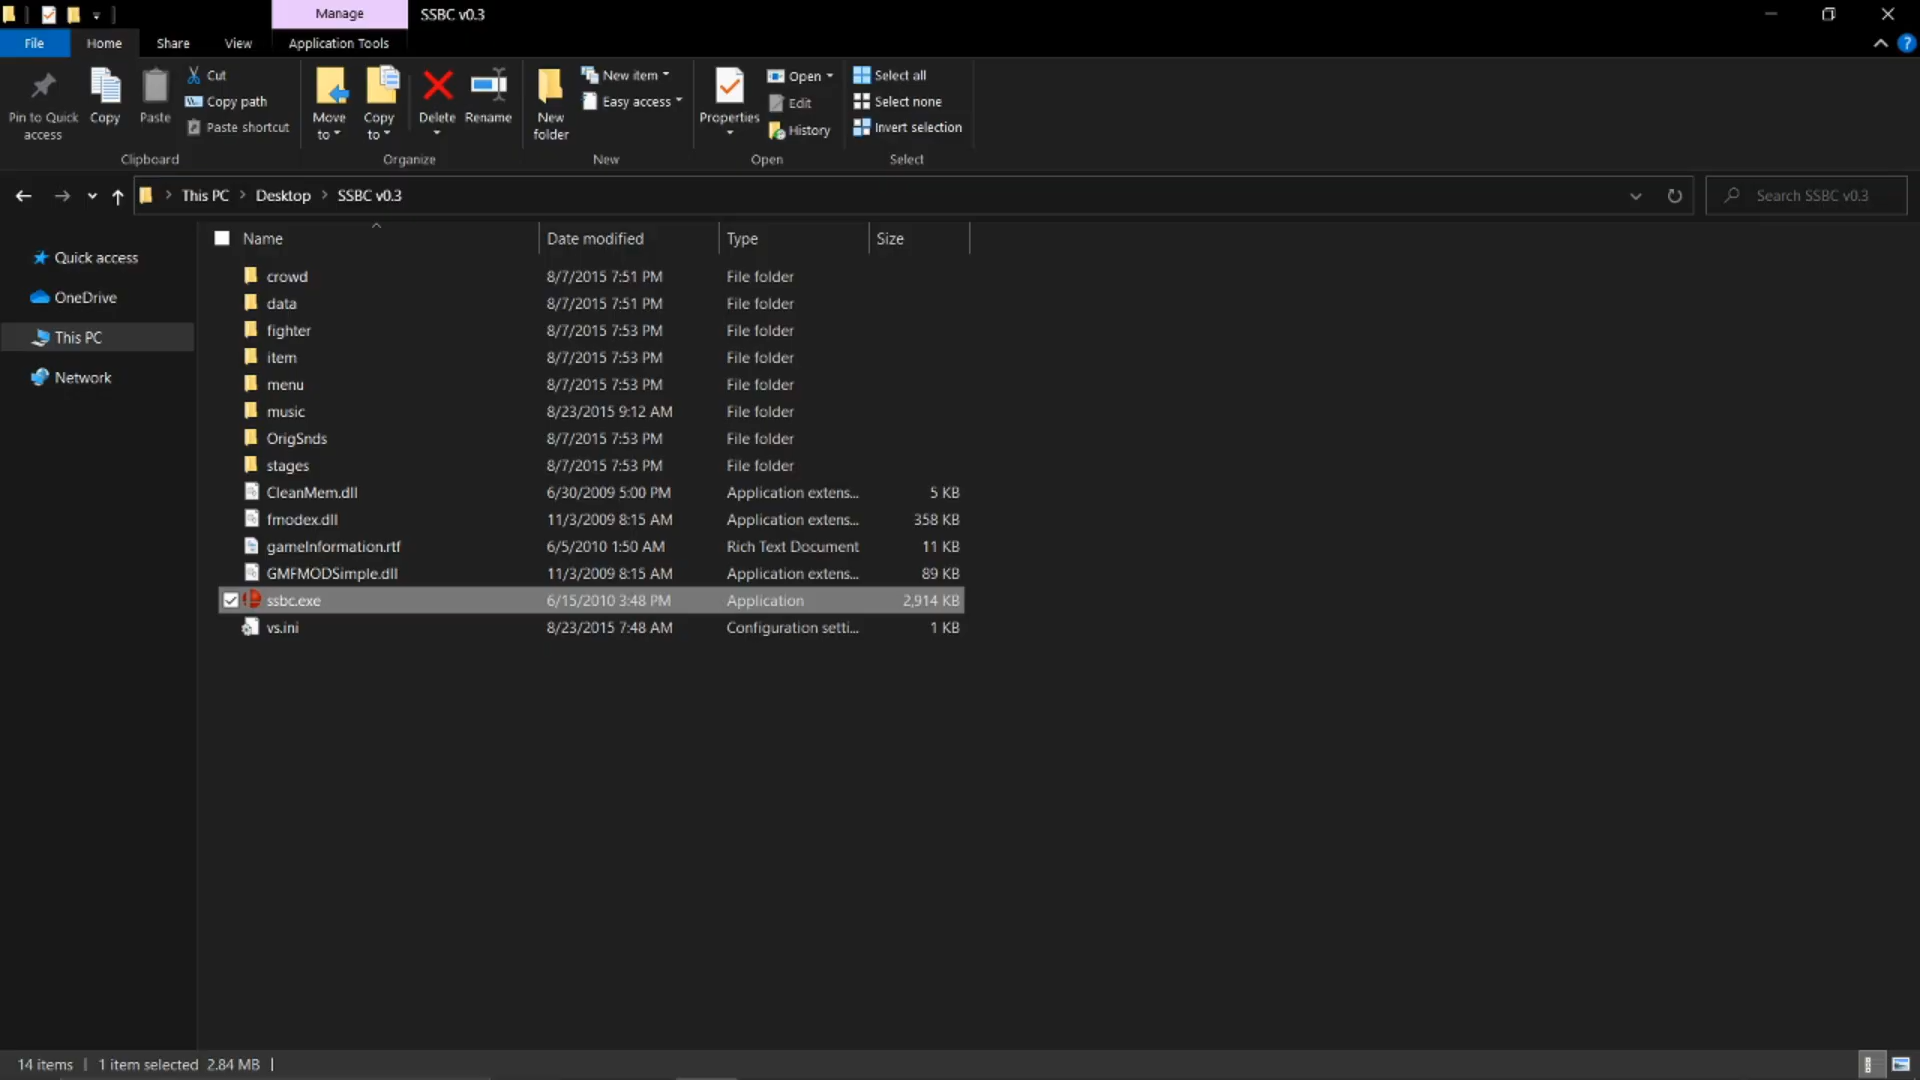 Manage
SSBC v0.3
File
Home
Share
View
Application Tools
Pin to Quick access
Copy
Paste
Cut
Copy path
Paste shortcut
Clipboard
Move to
Copy to
Delete
Rename
Organize
New folder
New item
Easy access
New
Properties
Open
Edit
History
Open
Select all
Select none
Invert selection
Select
This PC > Desktop > SSBC v0.3
Search SSBC v0.3
Quick access
OneDrive
This PC
Network
Name Date modified Type Size
crowd 8/7/2015 7:51 PM File folder
data 8/7/2015 7:51 PM File folder
fighter 8/7/2015 7:53 PM File folder
item 8/7/2015 7:53 PM File folder
menu 8/7/2015 7:53 PM File folder
music 8/23/2015 9:12 AM File folder
OrigSnds 8/7/2015 7:53 PM File folder
stages 8/7/2015 7:53 PM File folder
CleanMem.dll 6/30/2009 5:00 PM Application extens... 5 KB
fmodex.dll 11/3/2009 8:15 AM Application extens... 358 KB
gameInformation.rtf 6/5/2010 1:50 AM Rich Text Document 11 KB
GMFMODSimple.dll 11/3/2009 8:15 AM Application extens... 89 KB
ssbc.exe 6/15/2010 3:48 PM Application 2,914 KB
vs.ini 8/23/2015 7:48 AM Configuration setti... 1 KB
14 items | 1 item selected 2.84 MB |